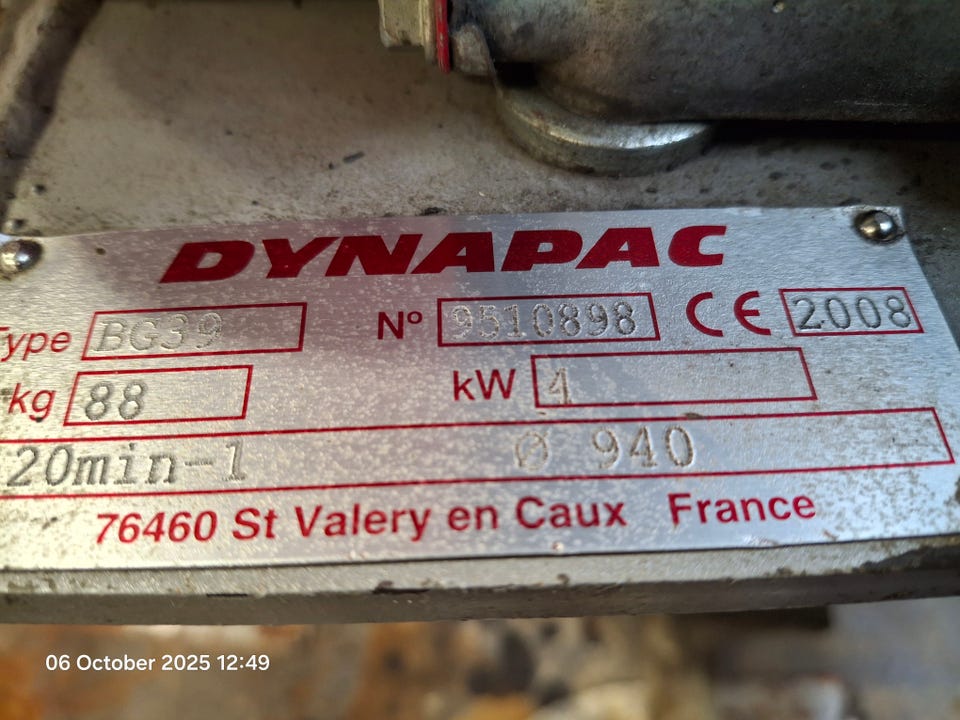 DYNAPAC
Type BG39 Nº 9510898 CE 2008
kg 88 kW 4
20min-1 Ø 940
76460 St Valery en Caux France
06 October 2025 12:49